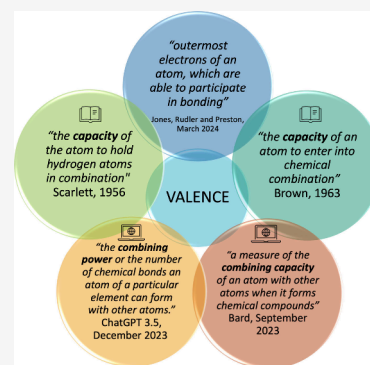 "outermost
electrons of an
atom, which are
able to participate
in bonding"
Jones, Rudler and Preston,
March 2024
"the capacity of
the atom to hold
hydrogen atoms
in combination"
Scarlett, 1956
"the capacity of an
atom to enter into
chemical
combination"
Brown, 1963
VALENCE
"the combining
power or the number
of chemical bonds an
atom of a particular
element can form
with other atoms."
ChatGPT 3.5,
December 2023
"a measure of the
combining capacity
of an atom with other
atoms when it forms
chemical compounds"
Bard, September
2023